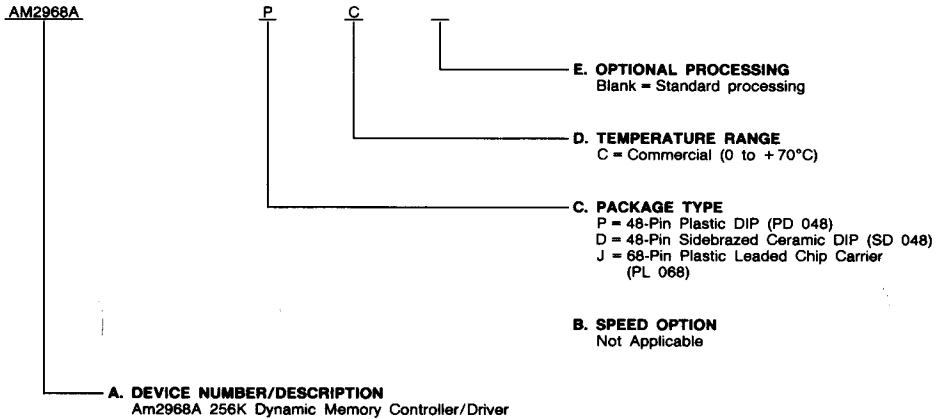 AM2968A P C
E. OPTIONAL PROCESSING
Blank = Standard processing
D. TEMPERATURE RANGE
C = Commercial (0 to +70°C)
C. PACKAGE TYPE
P = 48-Pin Plastic DIP (PD 048)
D = 48-Pin Sidebrazed Ceramic DIP (SD 048)
J = 68-Pin Plastic Leaded Chip Carrier
(PL 068)
B. SPEED OPTION
Not Applicable
A. DEVICE NUMBER/DESCRIPTION
Am2968A 256K Dynamic Memory Controller/Driver